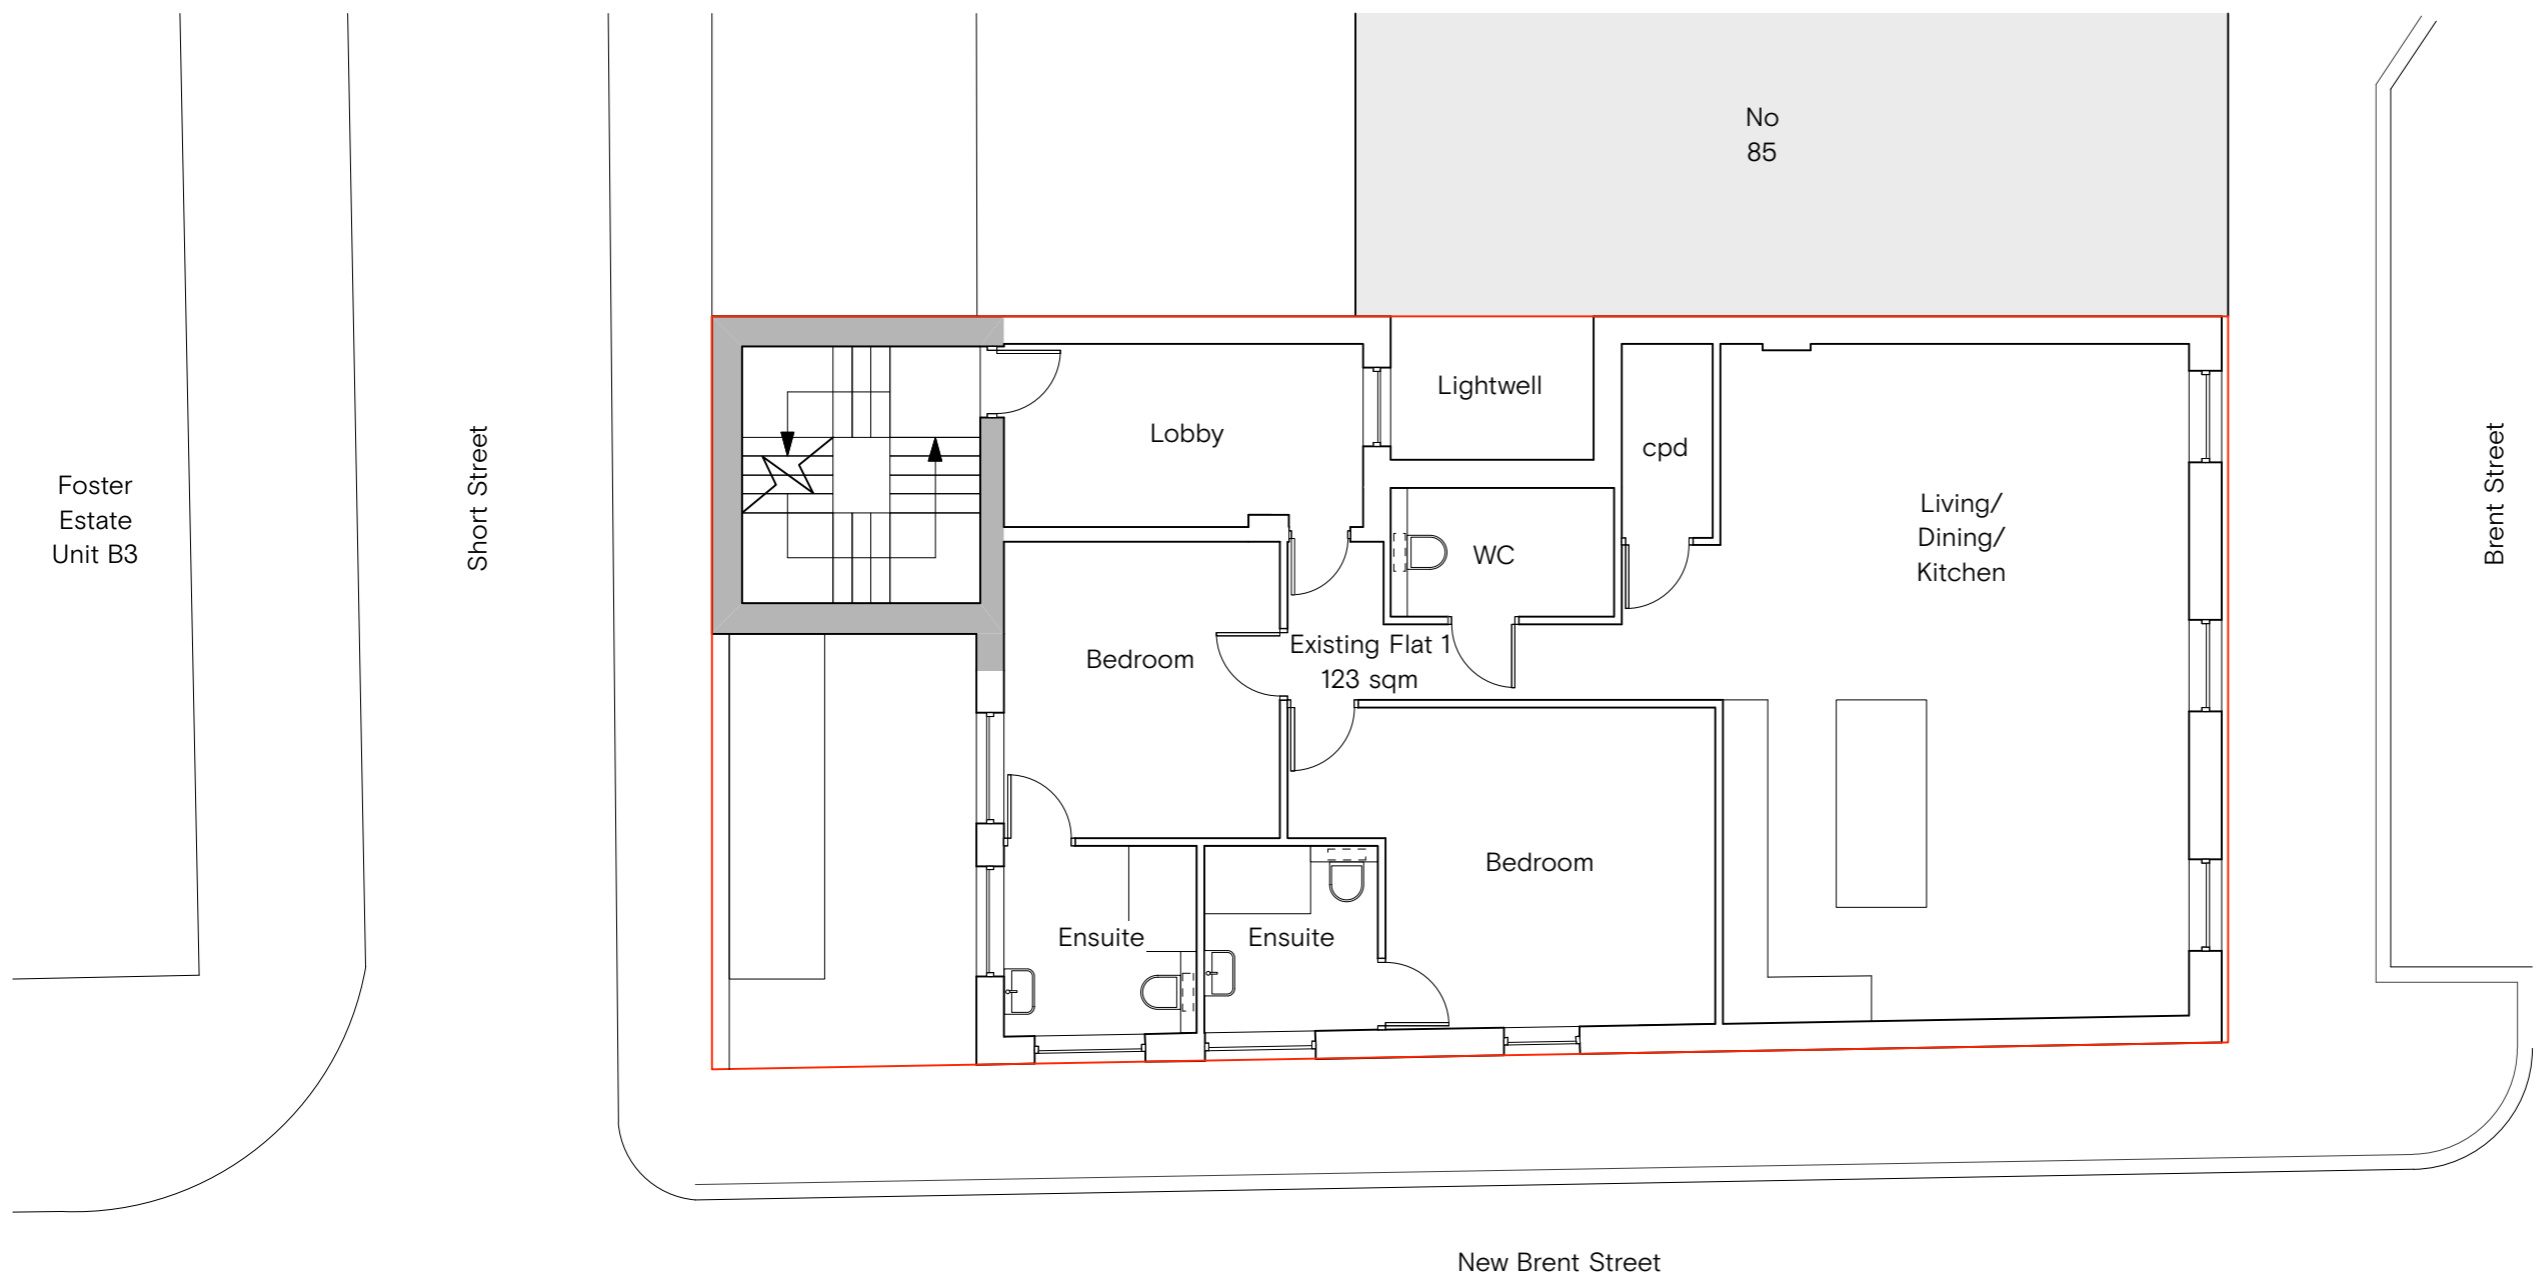 No
85
Lightwell
Lobby
cpd
Foster
Estate
Unit B3
Short Street
Living/
Dining/
Kitchen
Brent Street
WC
Bedroom
Existing Flat 1
123 sqm
Bedroom
Ensuite
Ensuite
New Brent Street